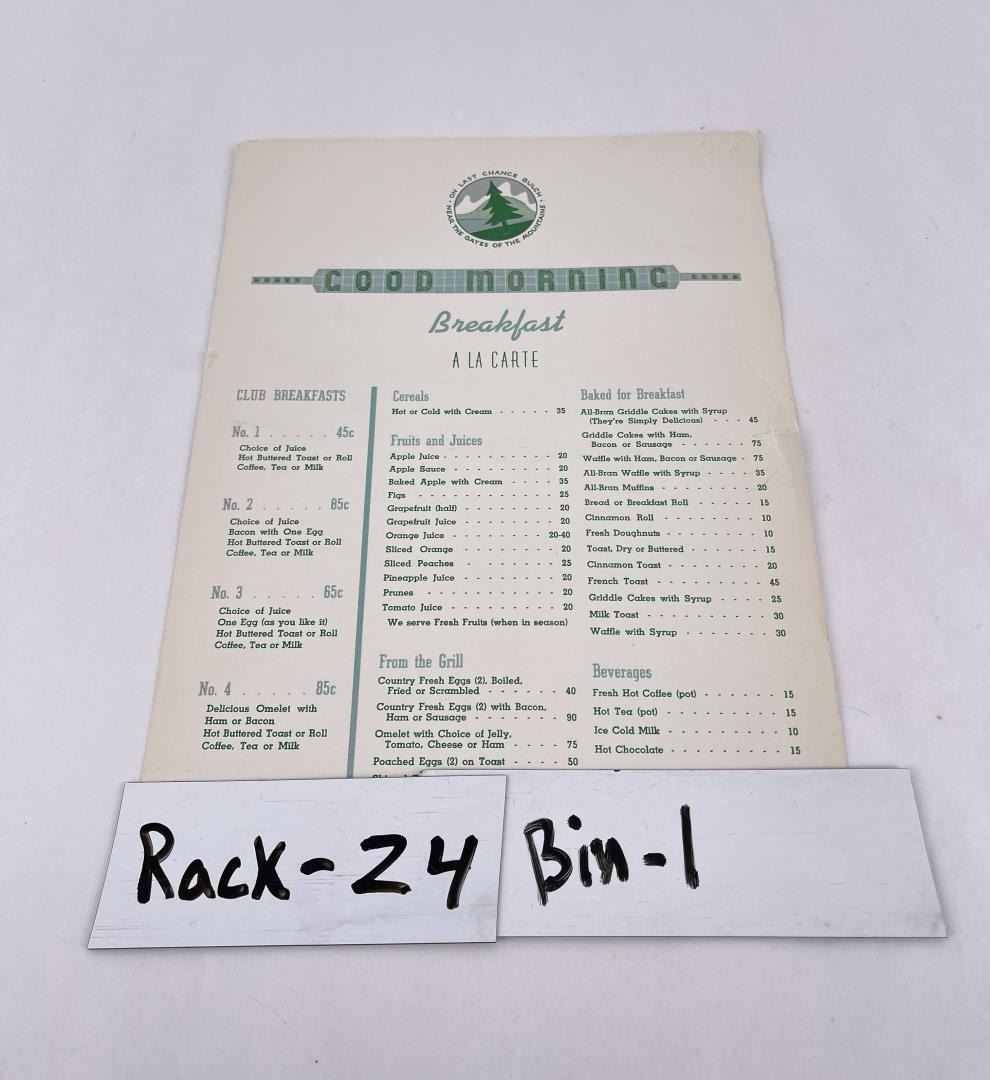 · ON LAST CHANCE GULCH ·
NEAR THE GATES OF THE MOUNTAINS
GOOD MORNING
Breakfast
A LA CARTE
CLUB BREAKFASTS
No. 1 . . . . . 45c
Choice of Juice
Hot Buttered Toast or Roll
Coffee, Tea or Milk
No. 2 . . . . . 85c
Choice of Juice
Bacon with One Egg
Hot Buttered Toast or Roll
Coffee, Tea or Milk
No. 3 . . . . . 65c
Choice of Juice
One Egg (as you like it)
Hot Buttered Toast or Roll
Coffee, Tea or Milk
No. 4 . . . . . 85c
Delicious Omelet with
Ham or Bacon
Hot Buttered Toast or Roll
Coffee, Tea or Milk
Cereals
Hot or Cold with Cream - - - - - 35
Fruits and Juices
Apple Juice - - - - - - - - - 20
Apple Sauce - - - - - - - - - 20
Baked Apple with Cream - - - - 35
Figs - - - - - - - - - - - 25
Grapefruit (half) - - - - - - - - 20
Grapefruit Juice - - - - - - - - 20
Orange Juice - - - - - - - - 20-40
Sliced Orange - - - - - - - - 20
Sliced Peaches - - - - - - - 25
Pineapple Juice - - - - - - - - 20
Prunes - - - - - - - - - - - 20
Tomato Juice - - - - - - - - - 20
We serve Fresh Fruits (when in season)
From the Grill
Country Fresh Eggs (2), Boiled,
Fried or Scrambled - - - - - - 40
Country Fresh Eggs (2) with Bacon,
Ham or Sausage - - - - - - - 90
Omelet with Choice of Jelly,
Tomato, Cheese or Ham - - - - 75
Poached Eggs (2) on Toast - - - - 50
Baked for Breakfast
All-Bran Griddle Cakes with Syrup
(They're Simply Delicious) - - - 45
Griddle Cakes with Ham,
Bacon or Sausage - - - - - - 75
Waffle with Ham, Bacon or Sausage - 75
All-Bran Waffle with Syrup - - - - 35
All-Bran Muffins - - - - - - - 20
Bread or Breakfast Roll - - - - - 15
Cinnamon Roll - - - - - - - - 10
Fresh Doughnuts - - - - - - - 10
Toast, Dry or Buttered - - - - - 15
Cinnamon Toast - - - - - - - 20
French Toast - - - - - - - - 45
Griddle Cakes with Syrup - - - - 25
Milk Toast - - - - - - - - - 30
Waffle with Syrup - - - - - - - 30
Beverages
Fresh Hot Coffee (pot) - - - - - - 15
Hot Tea (pot) - - - - - - - - 15
Ice Cold Milk - - - - - - - - 10
Hot Chocolate - - - - - - - - - 15
Rack-24
Bin-1